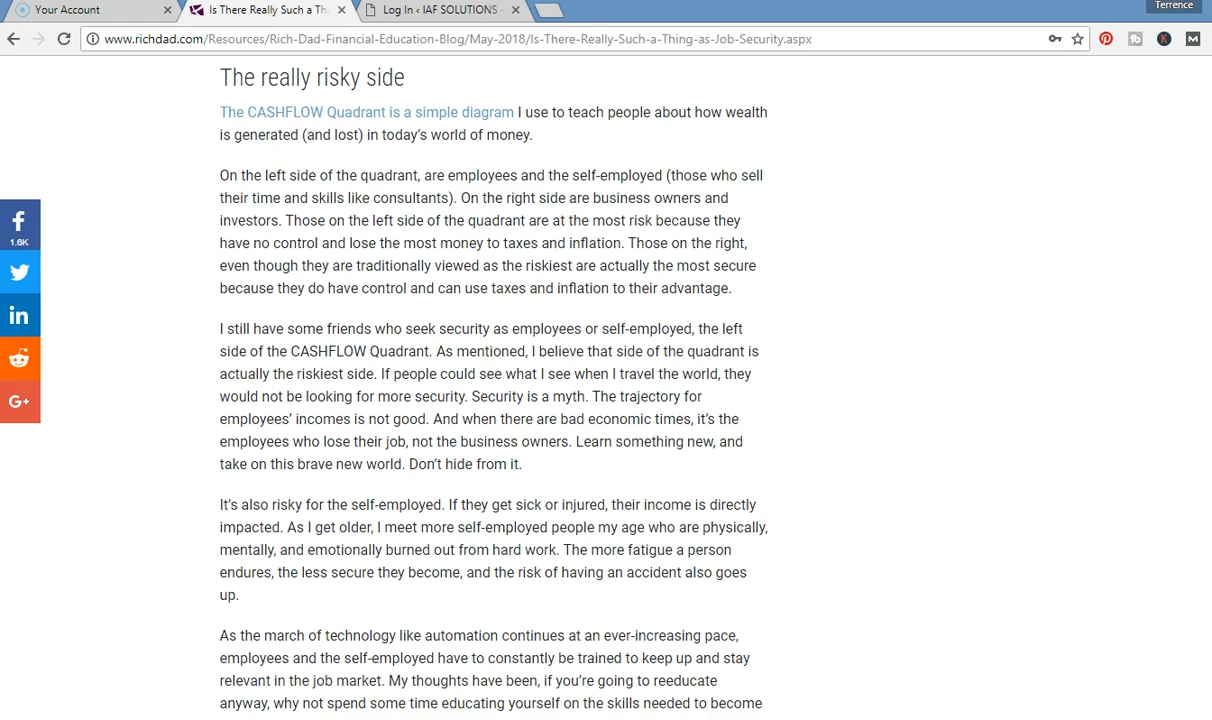 Your Account
Is There Really Such a Th
Log In ‹ IAF SOLUTIONS
Terrence
www.richdad.com/Resources/Rich-Dad-Financial-Education-Blog/May-2018/Is-There-Really-Such-a-Thing-as-Job-Security.aspx
The really risky side
The CASHFLOW Quadrant is a simple diagram I use to teach people about how wealth
is generated (and lost) in today's world of money.
On the left side of the quadrant, are employees and the self-employed (those who sell
their time and skills like consultants). On the right side are business owners and
investors. Those on the left side of the quadrant are at the most risk because they
have no control and lose the most money to taxes and inflation. Those on the right,
even though they are traditionally viewed as the riskiest are actually the most secure
because they do have control and can use taxes and inflation to their advantage.
1.6K
I still have some friends who seek security as employees or self-employed, the left
side of the CASHFLOW Quadrant. As mentioned, I believe that side of the quadrant is
actually the riskiest side. If people could see what I see when I travel the world, they
would not be looking for more security. Security is a myth. The trajectory for
employees' incomes is not good. And when there are bad economic times, it's the
employees who lose their job, not the business owners. Learn something new, and
take on this brave new world. Don't hide from it.
G+
It's also risky for the self-employed. If they get sick or injured, their income is directly
impacted. As I get older, I meet more self-employed people my age who are physically,
mentally, and emotionally burned out from hard work. The more fatigue a person
endures, the less secure they become, and the risk of having an accident also goes
up.
As the march of technology like automation continues at an ever-increasing pace,
employees and the self-employed have to constantly be trained to keep up and stay
relevant in the job market. My thoughts have been, if you're going to reeducate
anyway, why not spend some time educating yourself on the skills needed to become